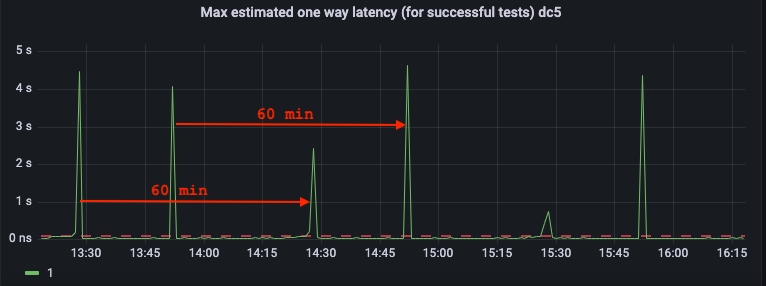 Max estimated one way latency (for successful tests) dc5
5 s
4 s
60 min
3 s
2 s
60 min
1 s
0 ns
13:30 13:45 14:00 14:15 14:30 14:45 15:00 15:15 15:30 15:45 16:00 16:15
1